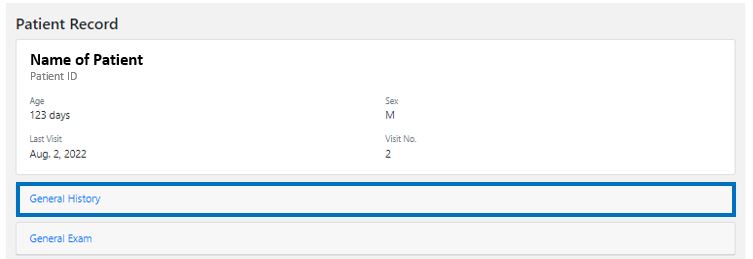 Patient Record
Name of Patient
Patient ID
Age
Sex
123 days
M
Last Visit
Visit No.
Aug. 2, 2022
2
General History
General Exam